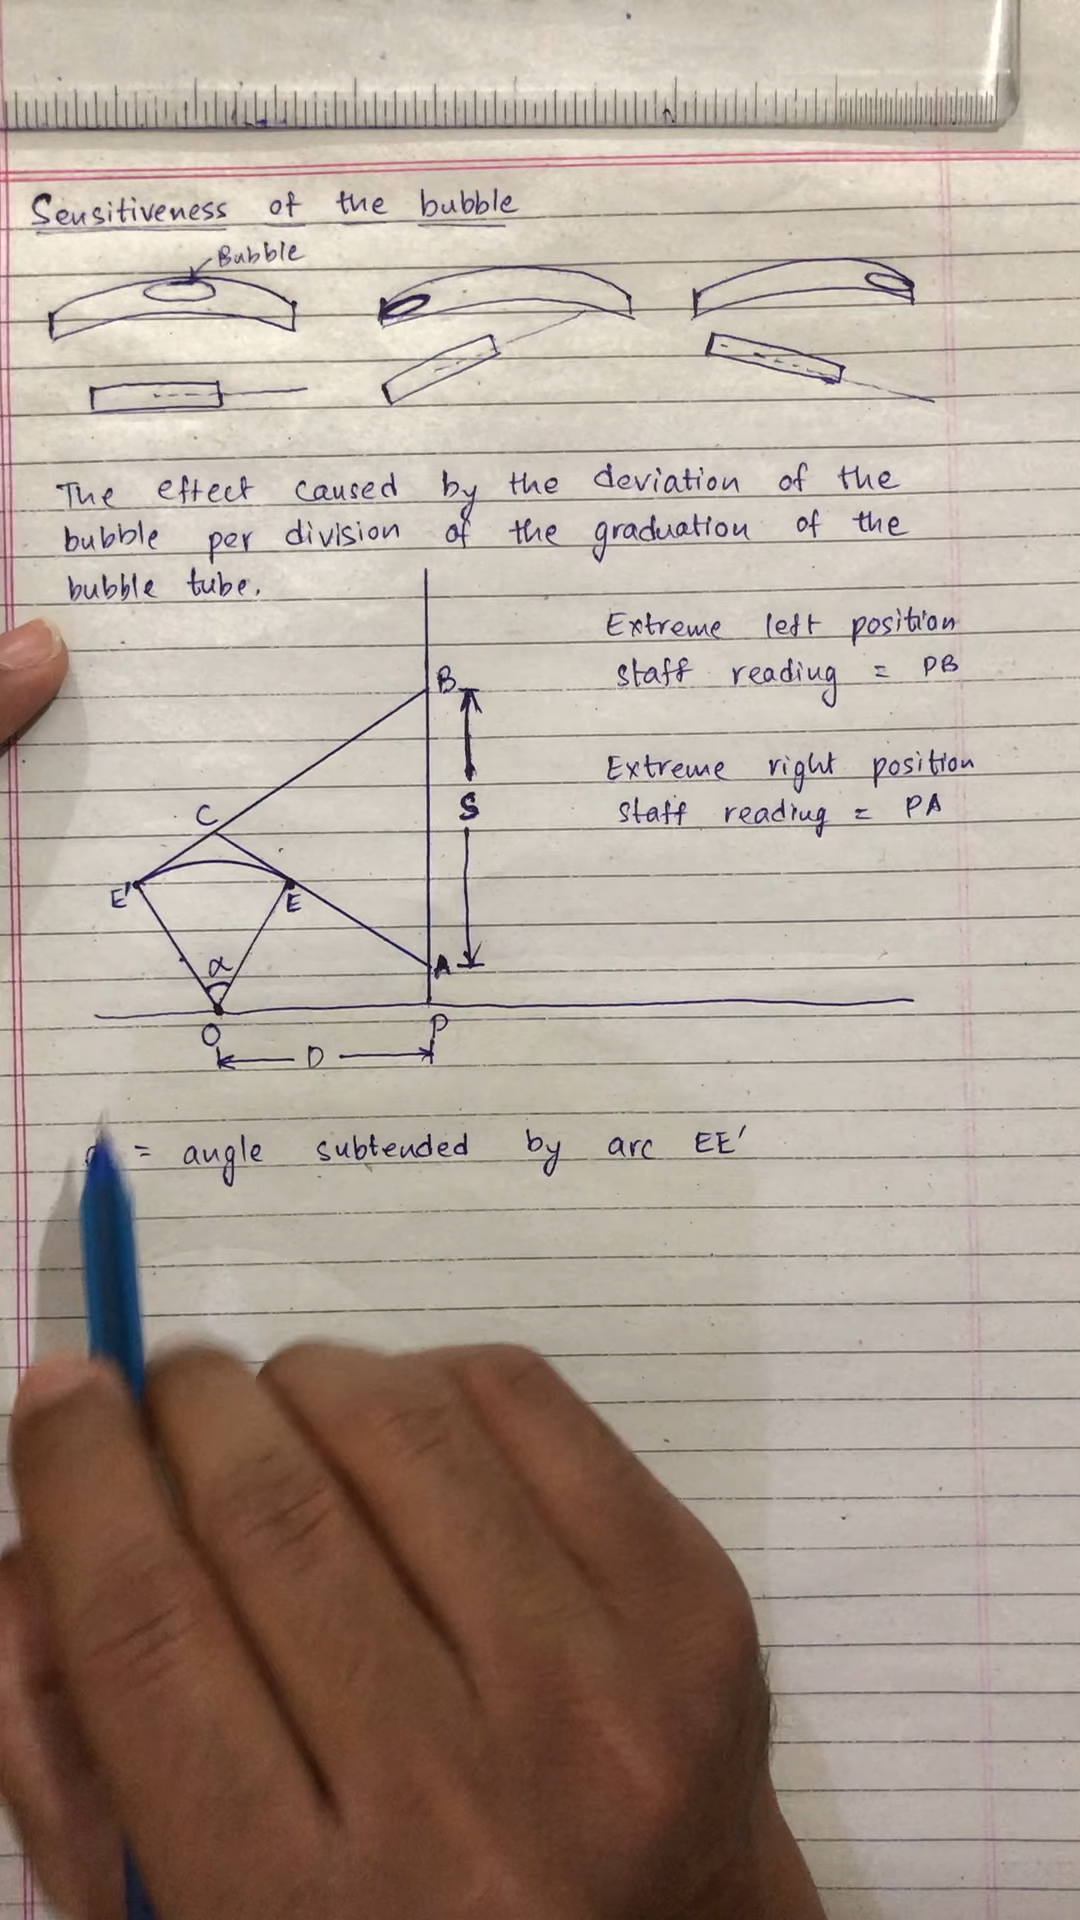 Sensitiveness of the bubble
Bubble
The effect caused by the deviation of the
bubble per division of the graduation of the
bubble tube.
Extreme left position
staff reading = PB
B
S
Extreme right position
staff reading = PA
C
E'
E
α
A
O
P
D
= angle subtended by arc EE'